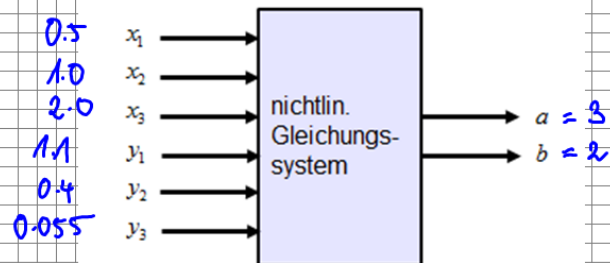 0.5 x₁
1.0 x₂
2.0 x₃
1.1 y₁
0.4 y₂
0.055 y₃
nichtlin.
Gleichungs-
system
a = 3
b = 2